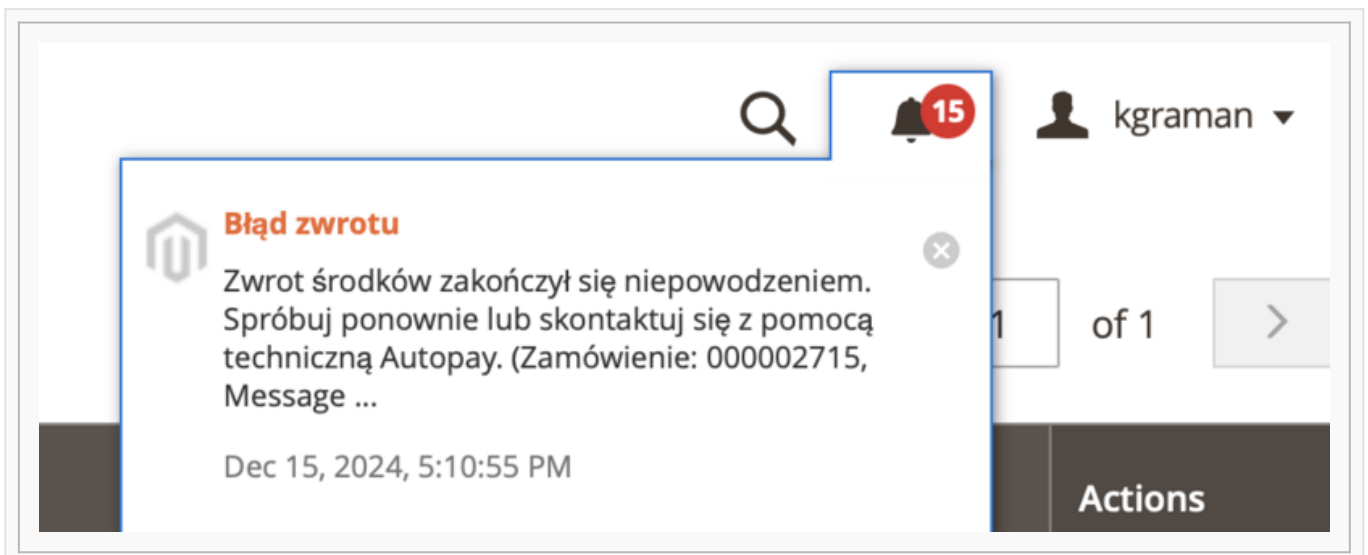 15
kgraman
Błąd zwrotu
Zwrot środków zakończył się niepowodzeniem.
Spróbuj ponownie lub skontaktuj się z pomocą
techniczną Autopay. (Zamówienie: 000002715,
Message ...
Dec 15, 2024, 5:10:55 PM
1 of 1
Actions